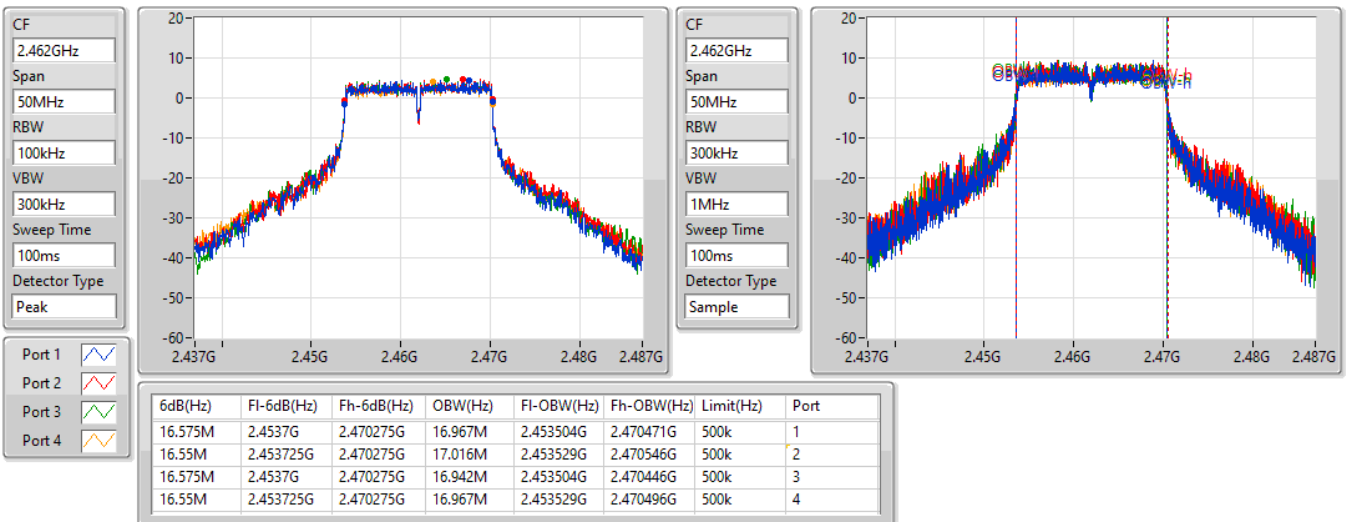 CF
2.462GHz
Span
50MHz
RBW
100kHz
VBW
300kHz
Sweep Time
100ms
Detector Type
Peak
20
10
0
-10
-20
-30
-40
-50
-60
2.437G 2.45G 2.46G 2.47G 2.48G 2.487G
CF
2.462GHz
Span
50MHz
RBW
300kHz
VBW
1MHz
Sweep Time
100ms
Detector Type
Sample
20
10
0
-10
-20
-30
-40
-50
-60
2.437G 2.45G 2.46G 2.47G 2.48G 2.487G
Port 1
Port 2
Port 3
Port 4
6dB(Hz) Fl-6dB(Hz) Fh-6dB(Hz) OBW(Hz) Fl-OBW(Hz) Fh-OBW(Hz) Limit(Hz) Port
16.575M 2.4537G 2.470275G 16.967M 2.453504G 2.470471G 500k 1
16.55M 2.453725G 2.470275G 17.016M 2.453529G 2.470546G 500k 2
16.575M 2.4537G 2.470275G 16.942M 2.453504G 2.470446G 500k 3
16.55M 2.453725G 2.470275G 16.967M 2.453529G 2.470496G 500k 4